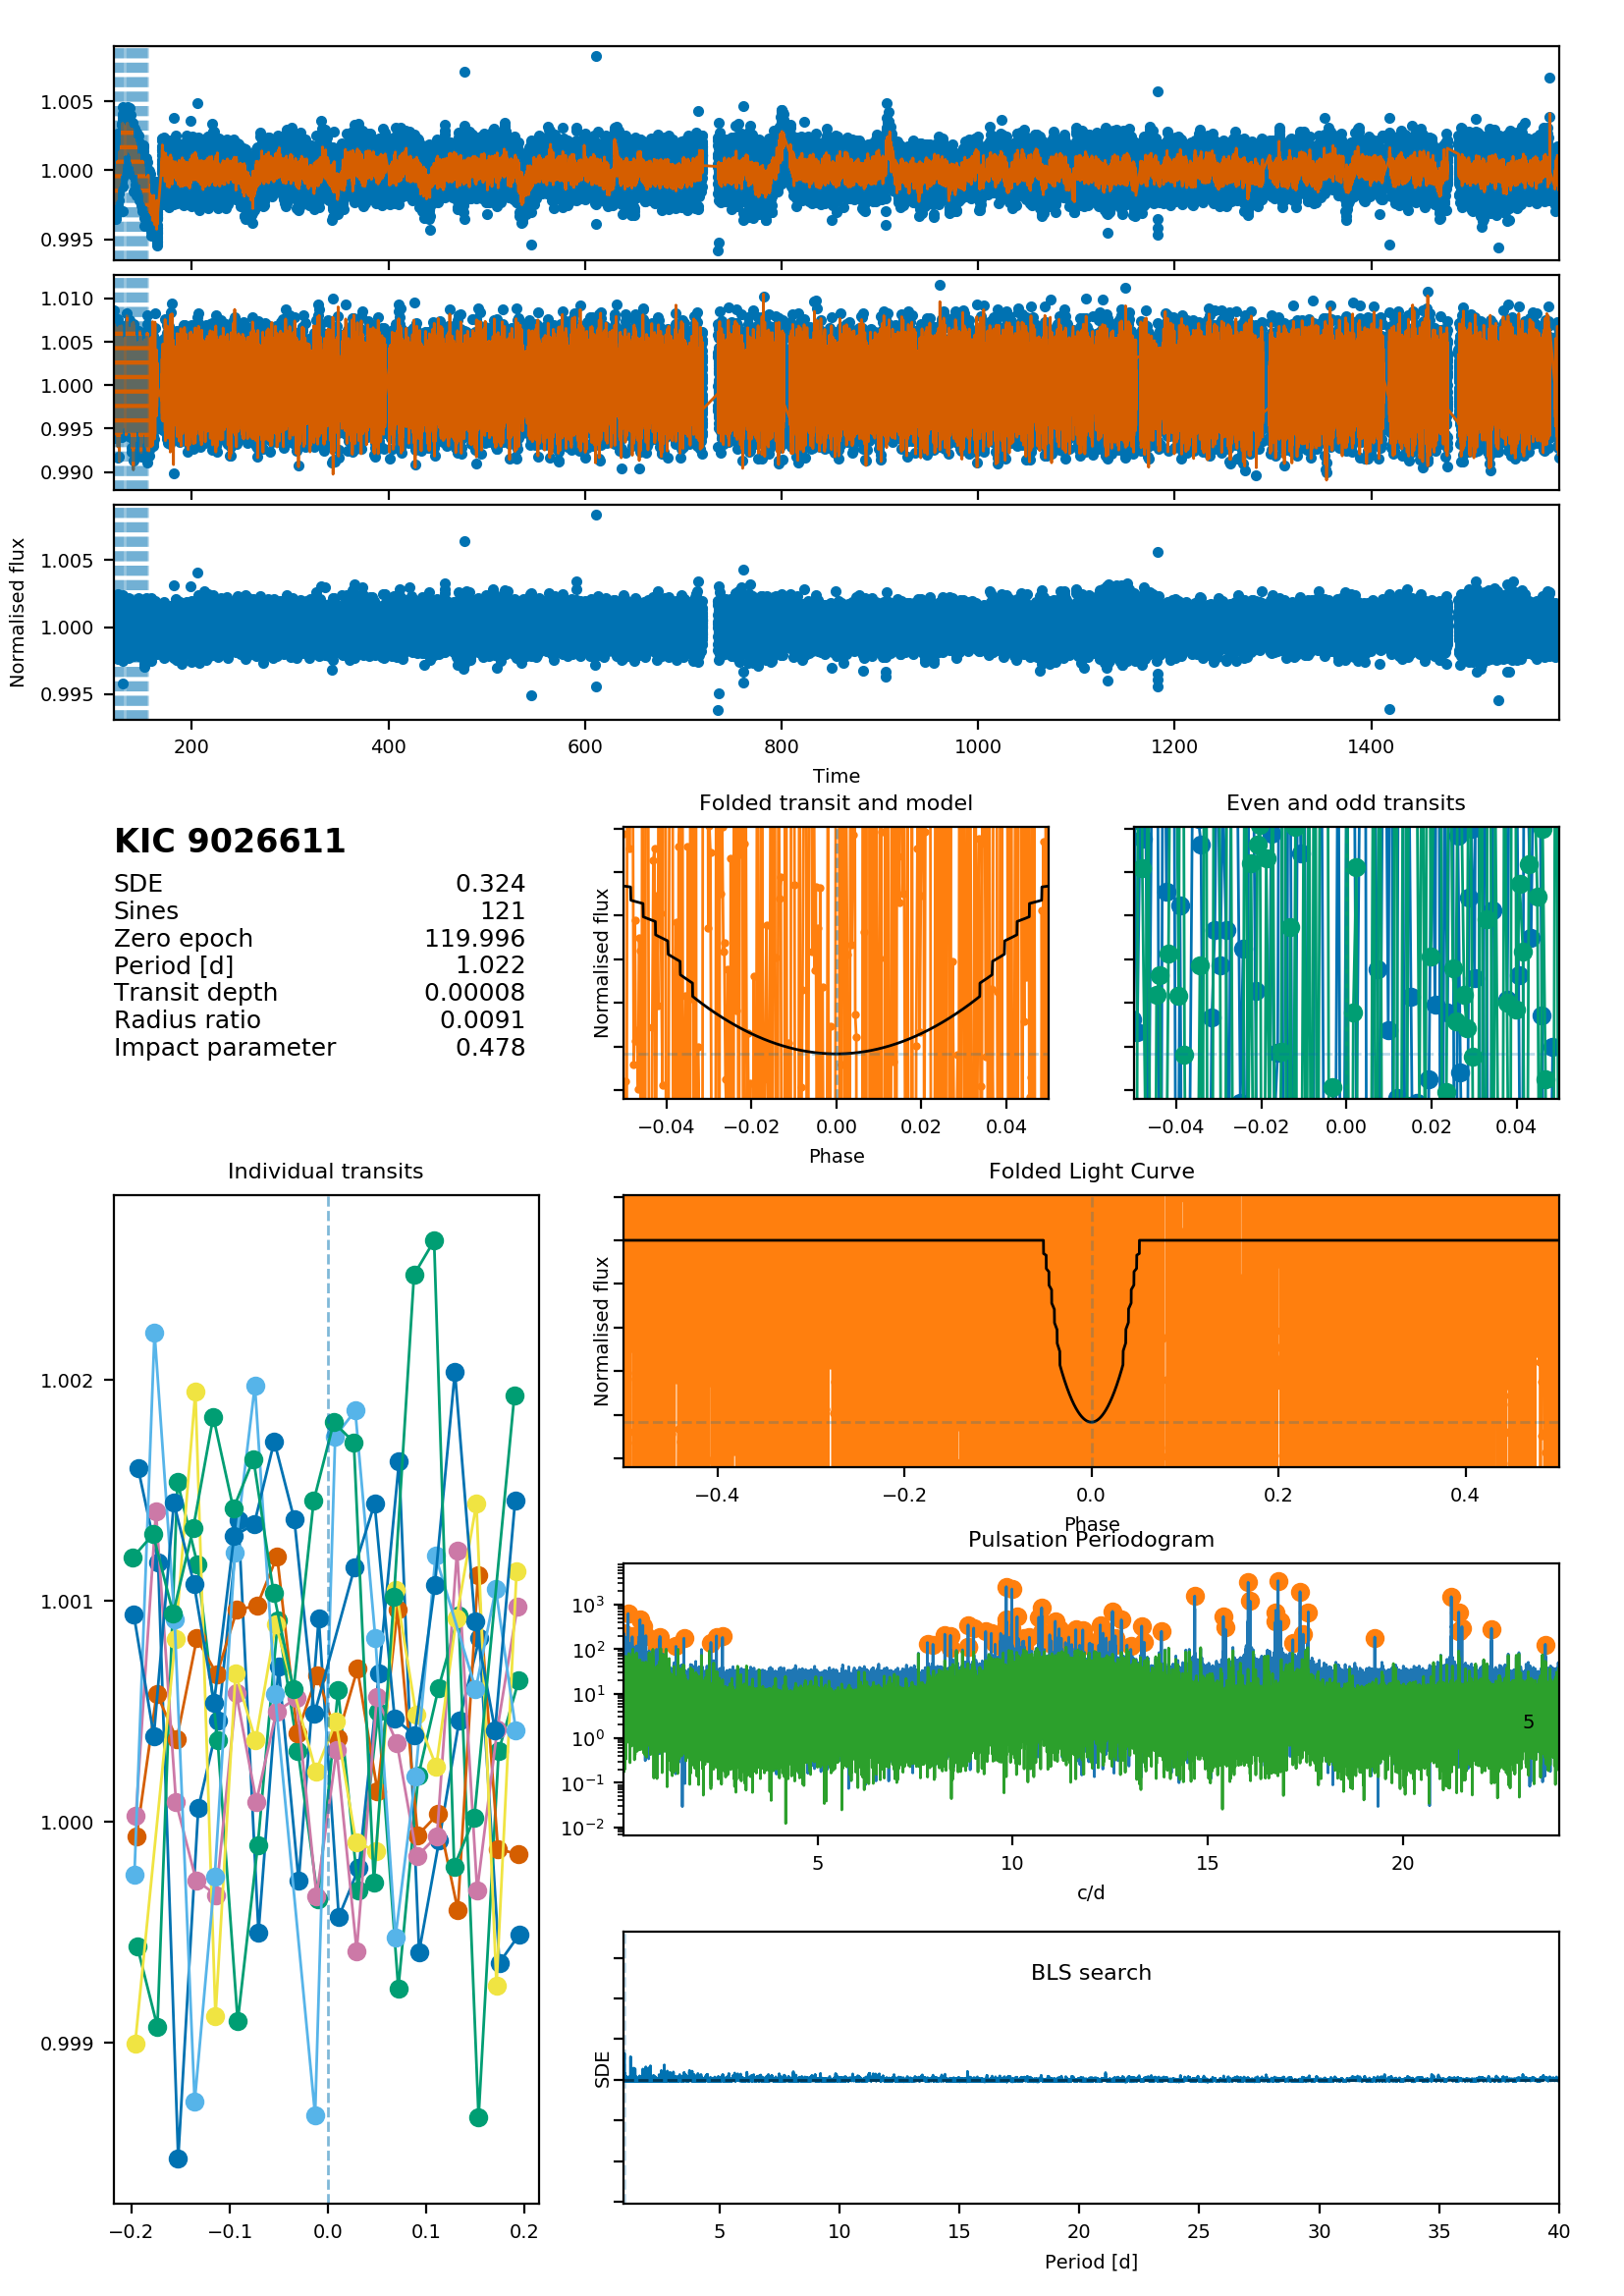 1.005
1.000
0.995
1.010
1.005
1.000
0.995
0.990
1.005
1.000
0.995
Normalised flux
200 400 600 800 1000 1200 1400
Time
KIC 9026611
SDE 0.324
Sines 121
Zero epoch 119.996
Period [d] 1.022
Transit depth 0.00008
Radius ratio 0.0091
Impact parameter 0.478
Folded transit and model
Normalised flux
−0.04 −0.02 0.00 0.02 0.04
Phase
Even and odd transits
−0.04 −0.02 0.00 0.02 0.04
Individual transits
1.002
1.001
1.000
0.999
−0.2 −0.1 0.0 0.1 0.2
Folded Light Curve
Normalised flux
−0.4 −0.2 0.0 0.2 0.4
Phase
Pulsation Periodogram
10³
10²
10¹
10⁰
10⁻¹
10⁻²
5
5 10 15 20
c/d
BLS search
SDE
5 10 15 20 25 30 35 40
Period [d]